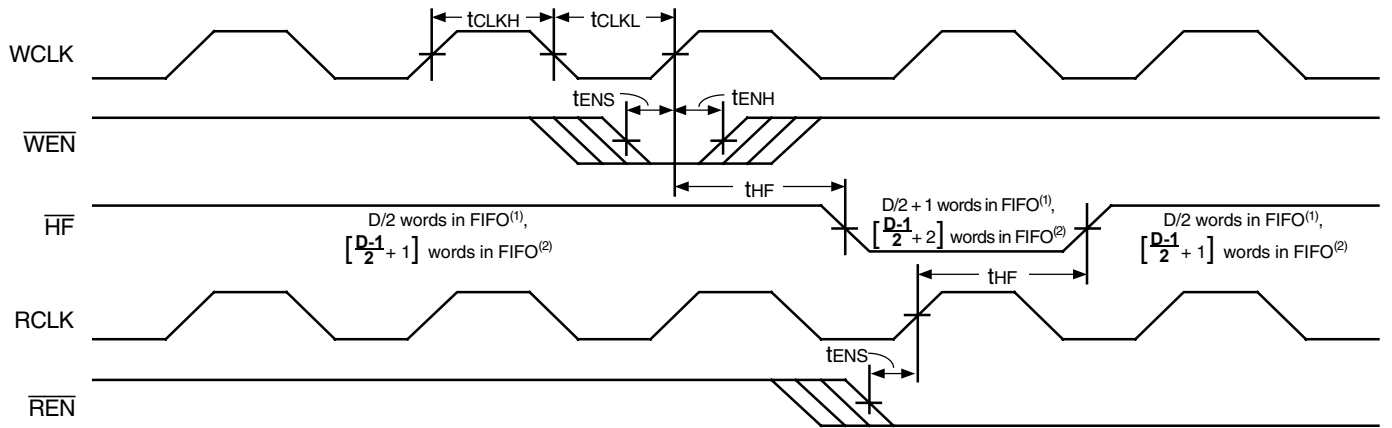 tCLKH tCLKL
WCLK
tENS tENH
WEN
tHF
HF
D/2 words in FIFO(1),
[D-1/2 + 1] words in FIFO(2)
D/2 + 1 words in FIFO(1),
[D-1/2 + 2] words in FIFO(2)
D/2 words in FIFO(1),
[D-1/2 + 1] words in FIFO(2)
tHF
RCLK
tENS
REN